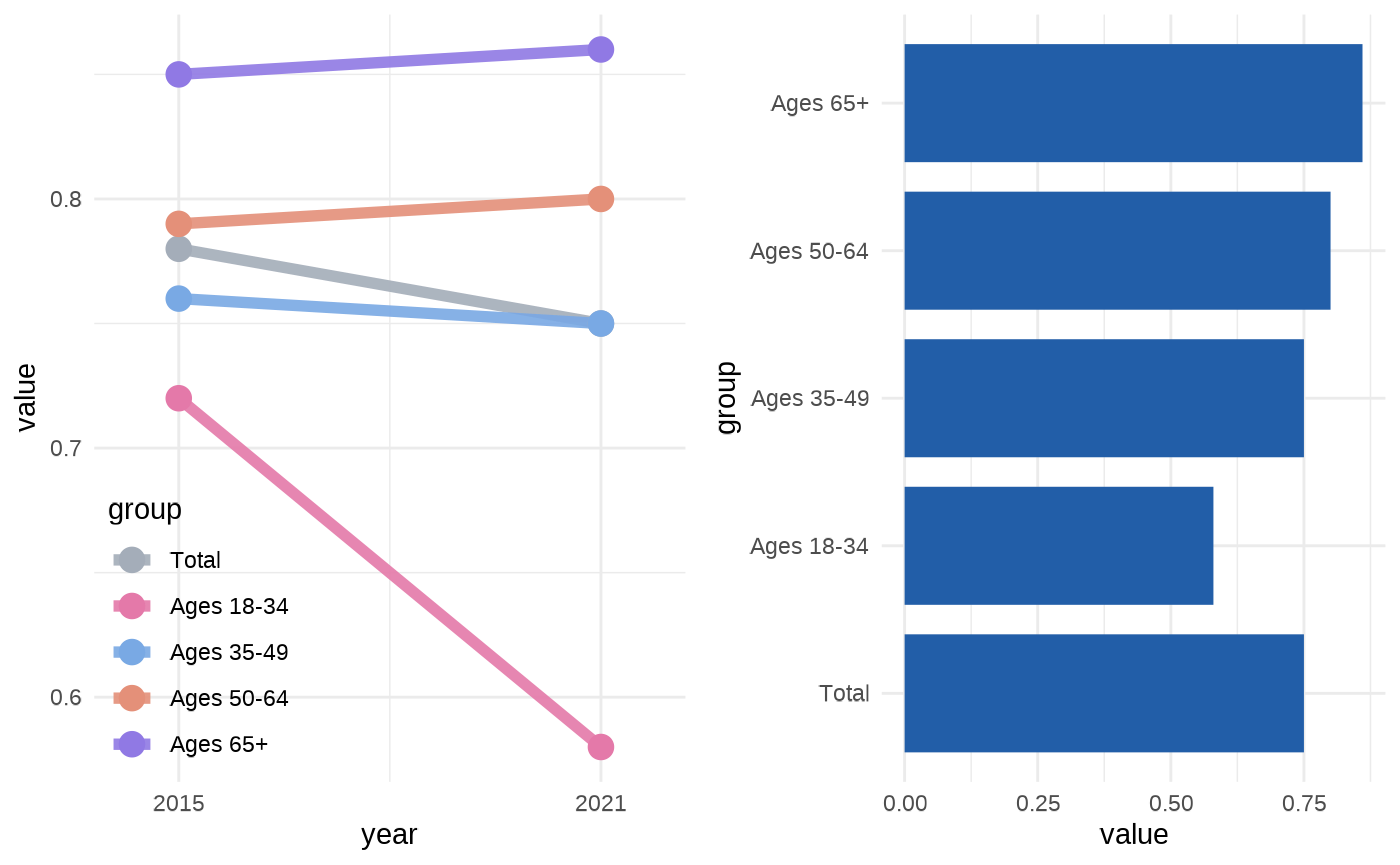 value
0.8
0.7
0.6
group
Total
Ages 18-34
Ages 35-49
Ages 50-64
Ages 65+
2015
2021
year
group
Ages 65+
Ages 50-64
Ages 35-49
Ages 18-34
Total
0.00
0.25
0.50
0.75
value